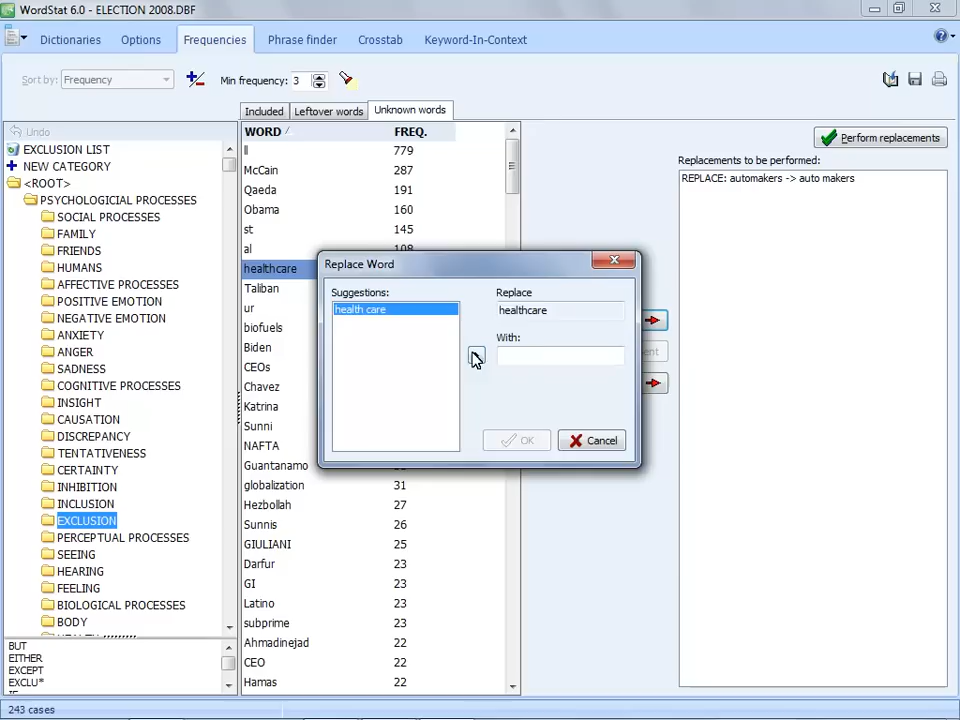 WordStat 6.0 - ELECTION 2008.DBF
Dictionaries Options Frequencies Phrase finder Crosstab Keyword-In-Context
Sort by: Frequency Min frequency: 3
Included Leftover words Unknown words
Undo
EXCLUSION LIST
NEW CATEGORY
<ROOT>
PSYCHOLOGICIAL PROCESSES
SOCIAL PROCESSES
FAMILY
FRIENDS
HUMANS
AFFECTIVE PROCESSES
POSITIVE EMOTION
NEGATIVE EMOTION
ANXIETY
ANGER
SADNESS
COGNITIVE PROCESSES
INSIGHT
CAUSATION
DISCREPANCY
TENTATIVENESS
CERTAINTY
INHIBITION
INCLUSION
EXCLUSION
PERCEPTUAL PROCESSES
SEEING
HEARING
FEELING
BIOLOGICAL PROCESSES
BODY
BUT
EITHER
EXCEPT
EXCLU*
IF
WORD FREQ.
ll 779
McCain 287
Qaeda 191
Obama 160
st 145
al 108
healthcare
Taliban
ur
biofuels
Biden
CEOs
Chavez
Katrina
Sunni
NAFTA
Guantanamo
globalization 31
Hezbollah 27
Sunnis 26
GIULIANI 25
Darfur 23
GI 23
Latino 23
subprime 23
Ahmadinejad 22
CEO 22
Hamas 22
Replace Word
Suggestions:
health care
Replace
healthcare
With:
OK Cancel
Perform replacements
Replacements to be performed:
REPLACE: automakers -> auto makers
243 cases